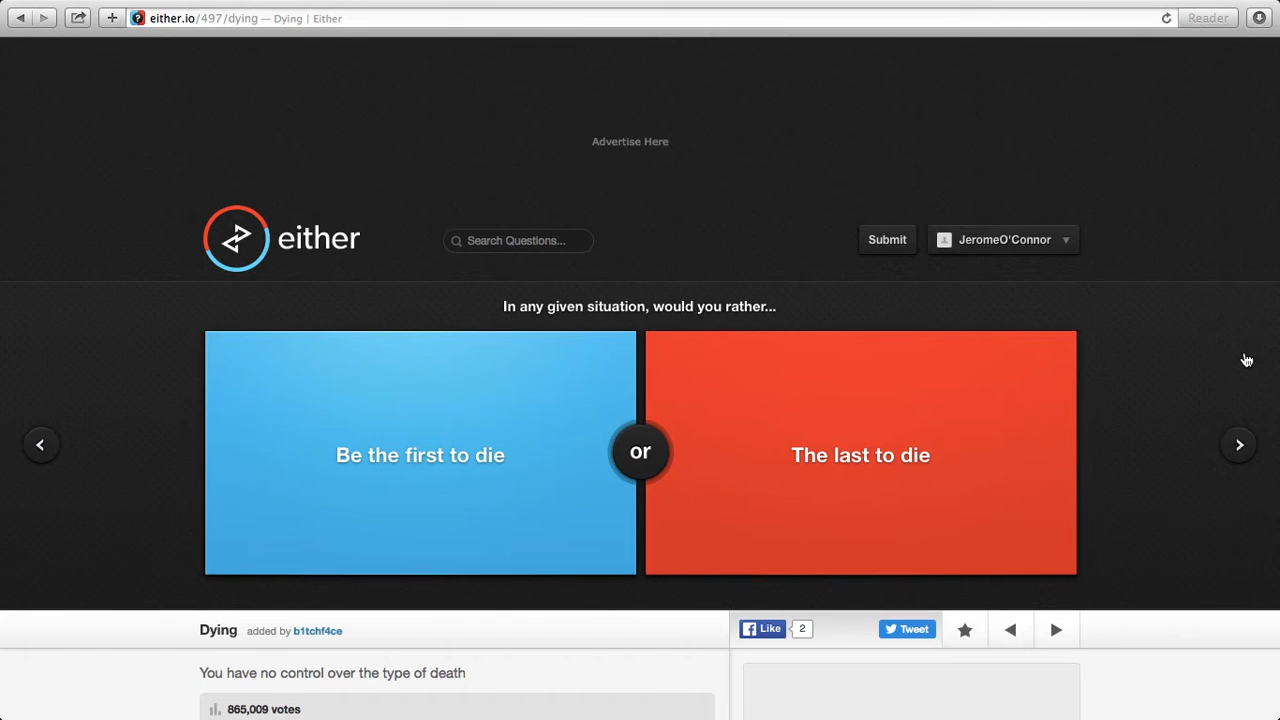 either.io/497/dying — Dying | Either
Reader
Advertise Here
either
Search Questions...
Submit
JeromeO'Connor
In any given situation, would you rather...
Be the first to die
or
The last to die
Dying added by b1tchf4ce
Like 2
Tweet
You have no control over the type of death
865,009 votes